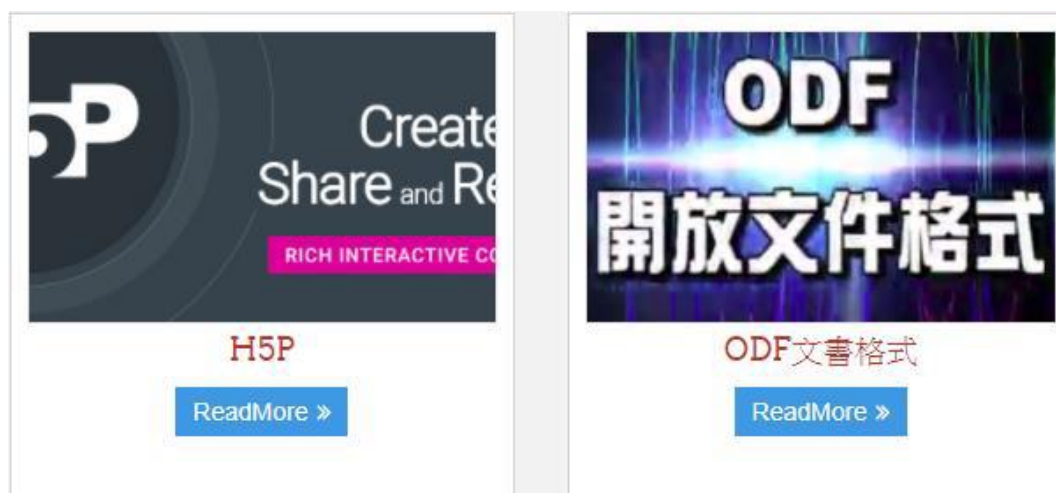 5P
Create
Share and Re
RICH INTERACTIVE CO
H5P
ReadMore »
ODF
開放文件格式
ODF文書格式
ReadMore »